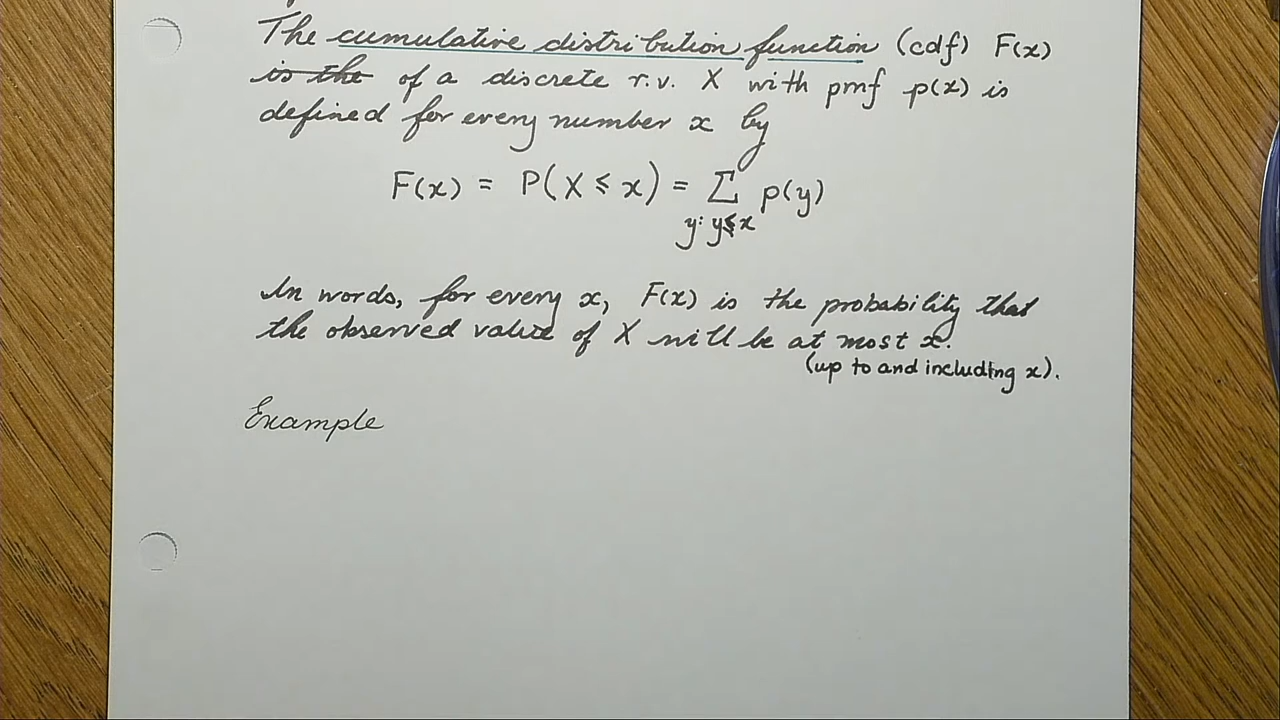 The cumulative distribution function (cdf) F(x)
is the of a discrete r.v. X with pmf p(x) is
defined for every number x by
F(x) = P(X ≤ x) = Σ p(y)
y: y≤x
In words, for every x, F(x) is the probability that
the observed value of X will be at most x.
(up to and including x).
Example